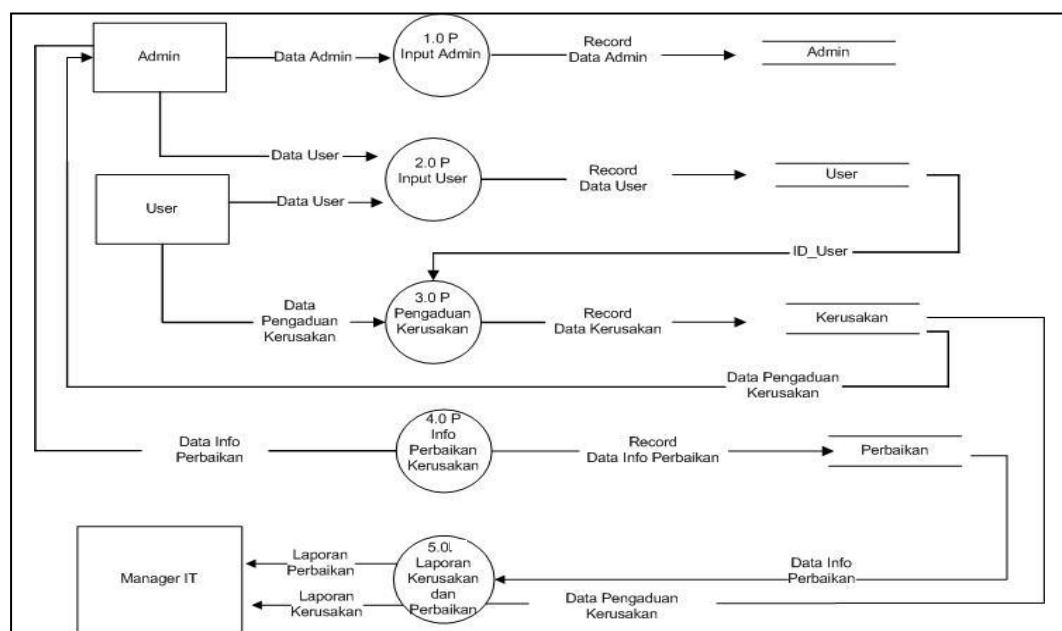 Admin
Data Admin
1.0 P
Input Admin
Record
Data Admin
Admin
Data User
2.0 P
Input User
Record
Data User
User
User
Data User
ID_User
Data
Pengaduan
Kerusakan
3.0 P
Pengaduan
Kerusakan
Record
Data Kerusakan
Kerusakan
Data Pengaduan
Kerusakan
Data Info
Perbaikan
4.0 P
Info
Perbaikan
Kerusakan
Record
Data Info Perbaikan
Perbaikan
Manager IT
Laporan
Perbaikan
Laporan
Kerusakan
5.0L
Laporan
Kerusakan
dan
Perbaikan
Data Info
Perbaikan
Data Pengaduan
Kerusakan